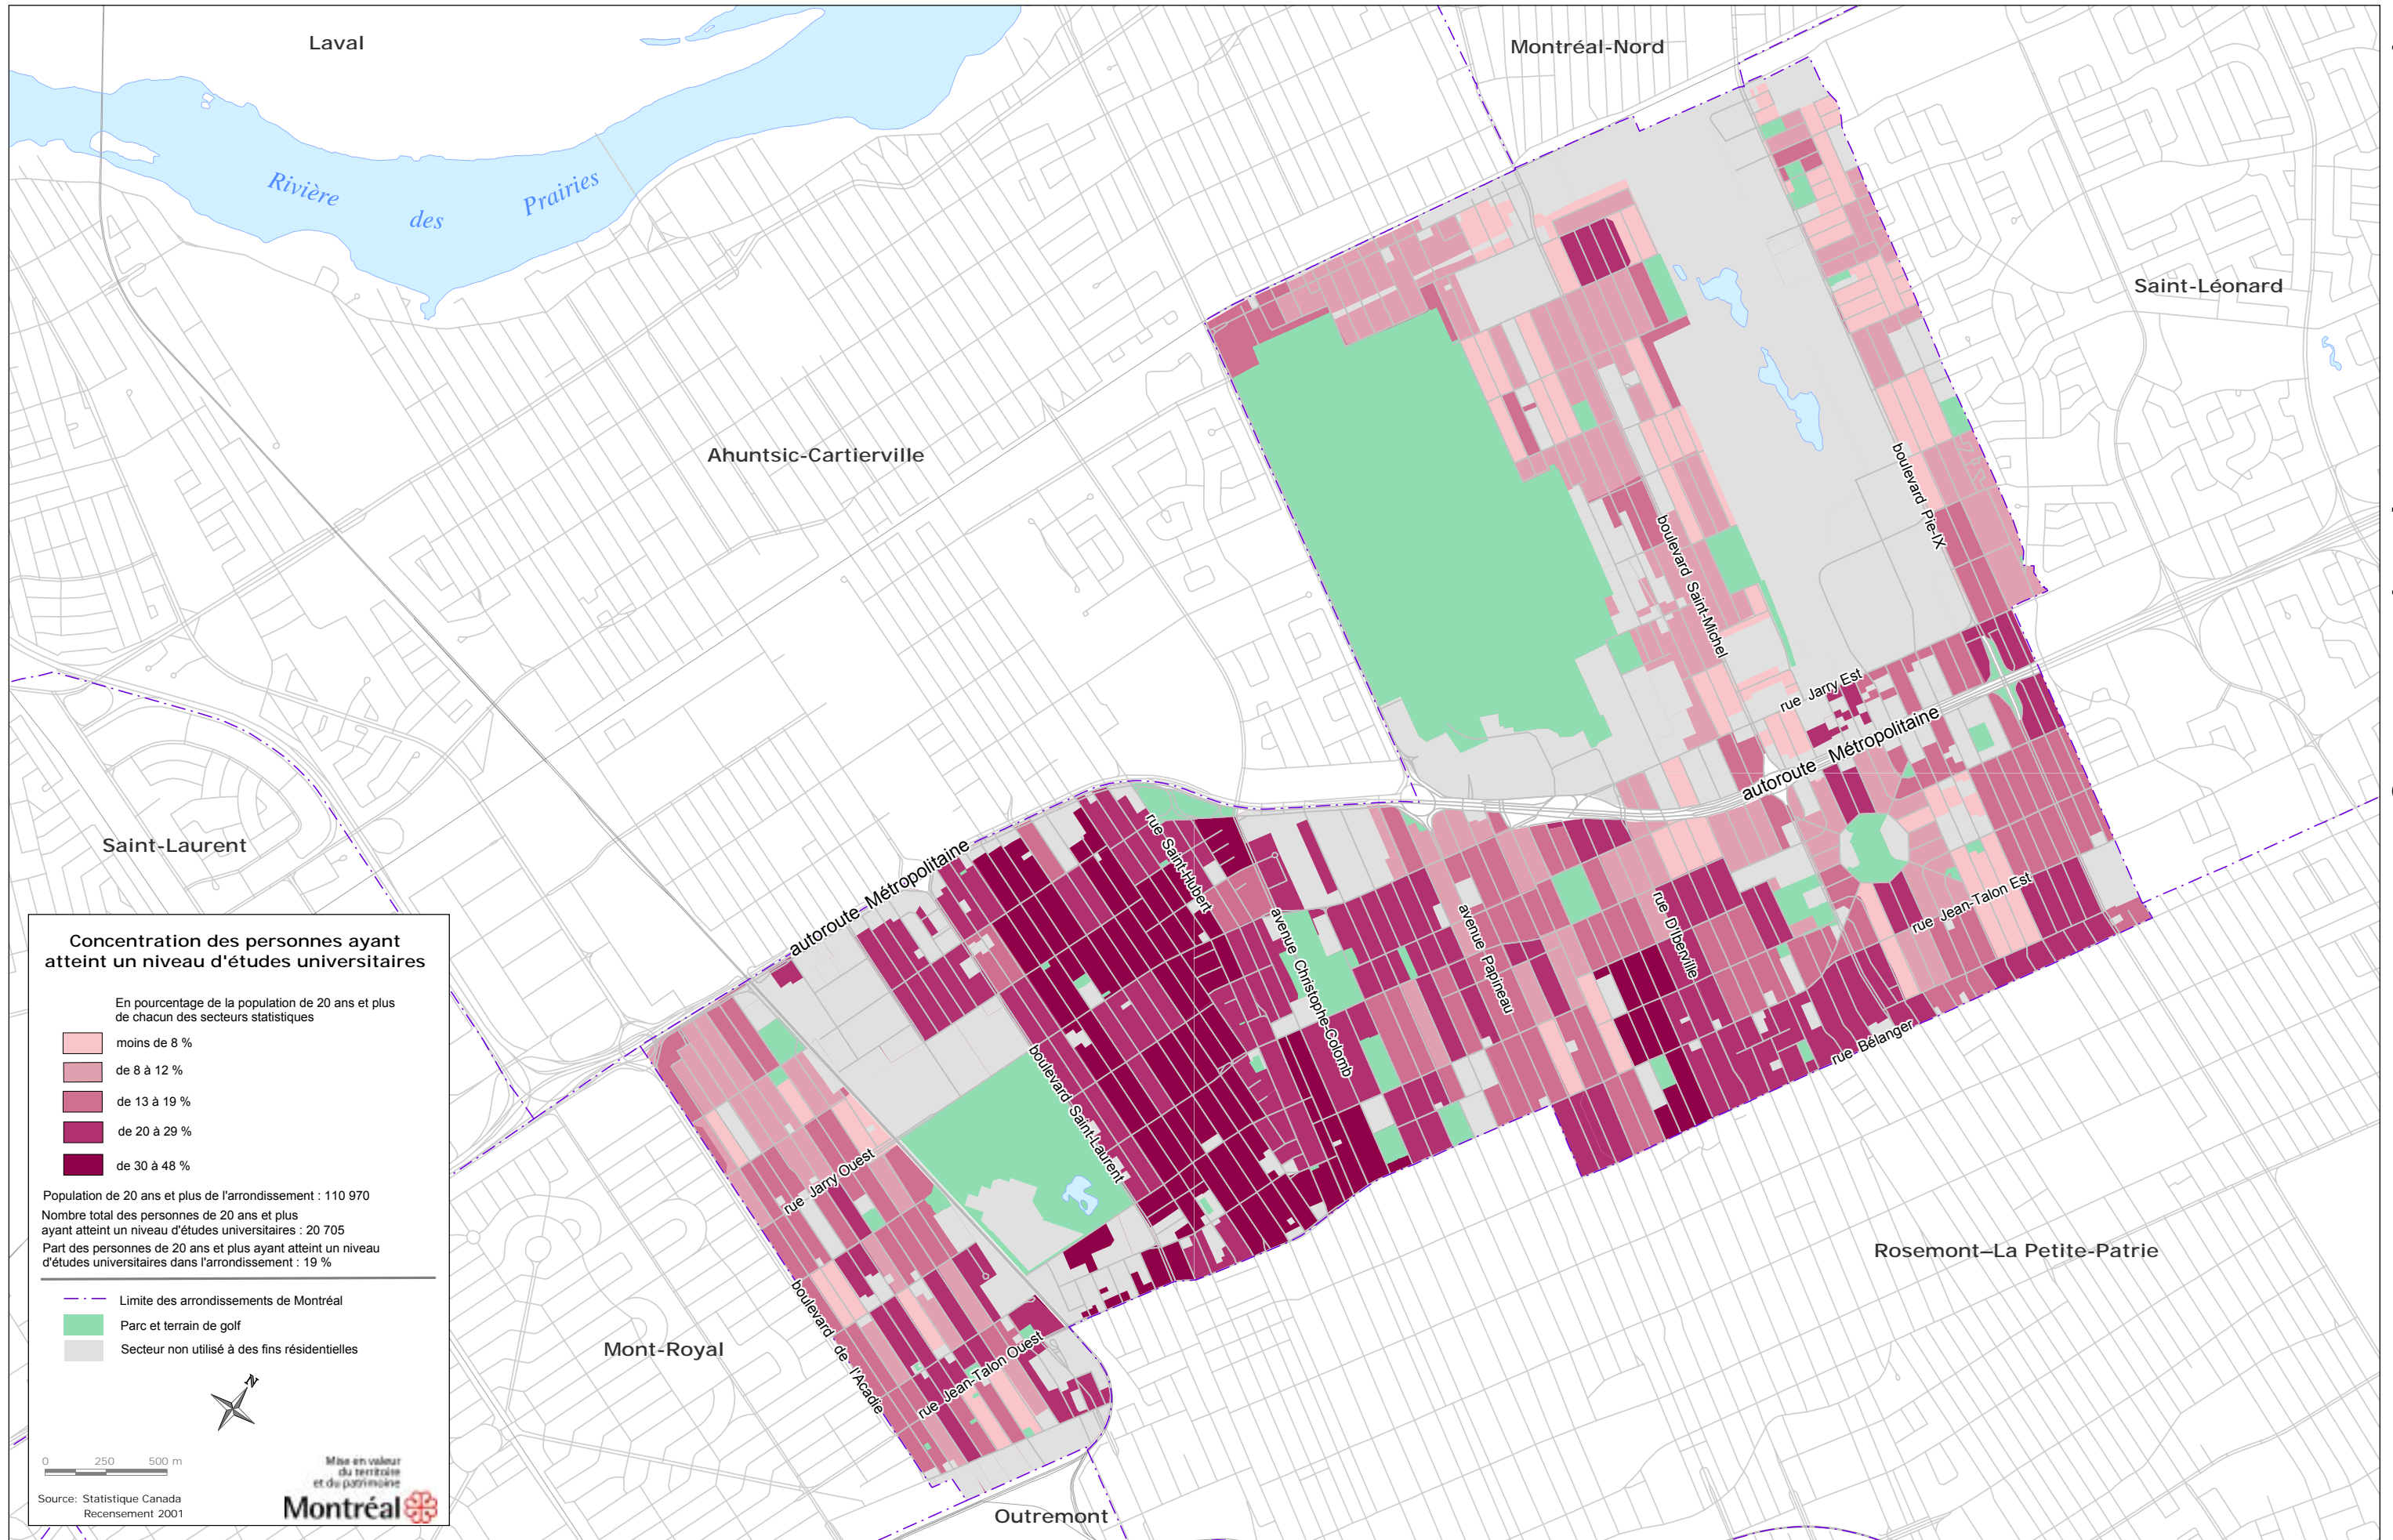 Laval
Montréal-Nord
Rivière
des
Prairies
Saint-Léonard
Ahuntsic-Cartierville
boulevard Pie-IX
boulevard Saint-Michel
rue Jarry Est
autoroute Métropolitaine
autoroute Métropolitaine
Saint-Laurent
rue Saint-Hubert
avenue Christophe-Colomb
avenue Papineau
rue D'Iberville
rue Jean-Talon Est
rue Bélanger
boulevard Saint-Laurent
rue Jarry Ouest
boulevard de l'Acadie
rue Jean-Talon Ouest
Rosemont–La Petite-Patrie
Mont-Royal
Outremont
Concentration des personnes ayant
atteint un niveau d'études universitaires
En pourcentage de la population de 20 ans et plus
de chacun des secteurs statistiques
moins de 8 %
de 8 à 12 %
de 13 à 19 %
de 20 à 29 %
de 30 à 48 %
Population de 20 ans et plus de l'arrondissement : 110 970
Nombre total des personnes de 20 ans et plus
ayant atteint un niveau d'études universitaires : 20 705
Part des personnes de 20 ans et plus ayant atteint un niveau
d'études universitaires dans l'arrondissement : 19 %
Limite des arrondissements de Montréal
Parc et terrain de golf
Secteur non utilisé à des fins résidentielles
N
0 250 500 m
Source: Statistique Canada
Recensement 2001
Mise en valeur
du territoire
et du patrimoine
Montréal